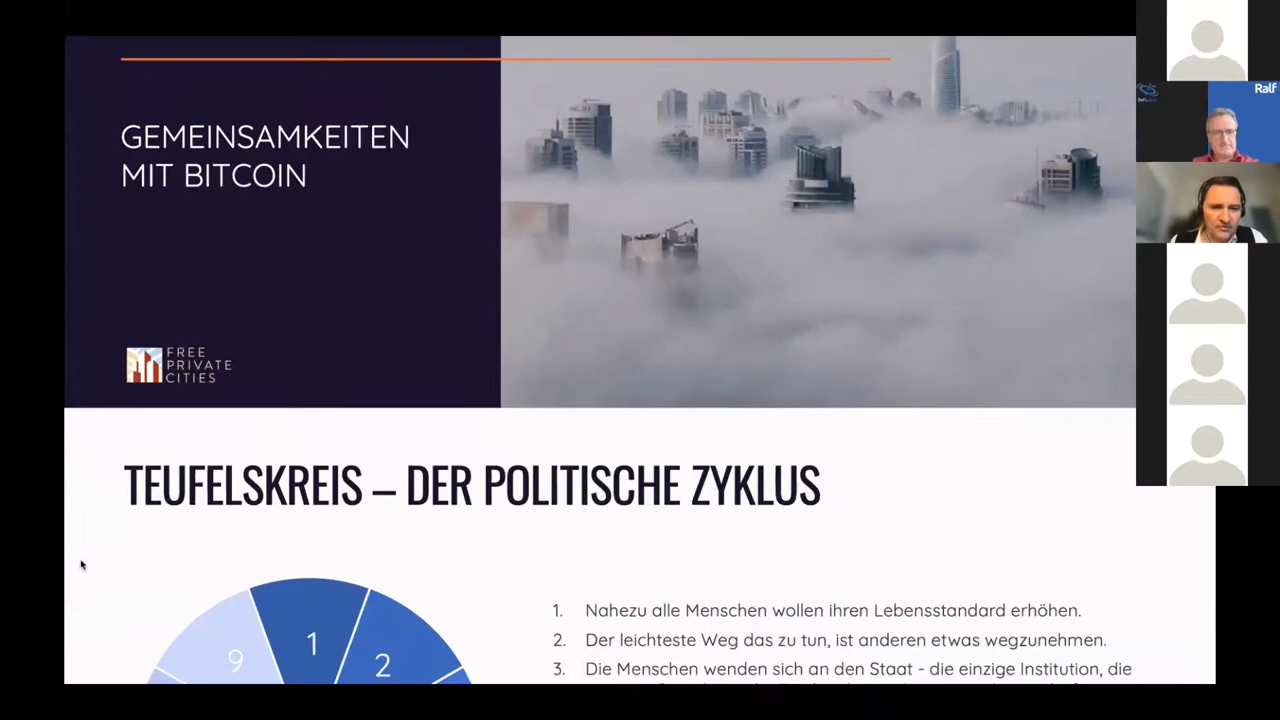 GEMEINSAMKEITEN
MIT BITCOIN
FREE
PRIVATE
CITIES
Ralf
TEUFELSKREIS – DER POLITISCHE ZYKLUS
9
1
2
1. Nahezu alle Menschen wollen ihren Lebensstandard erhöhen.
2. Der leichteste Weg das zu tun, ist anderen etwas wegzunehmen.
3. Die Menschen wenden sich an den Staat - die einzige Institution, die